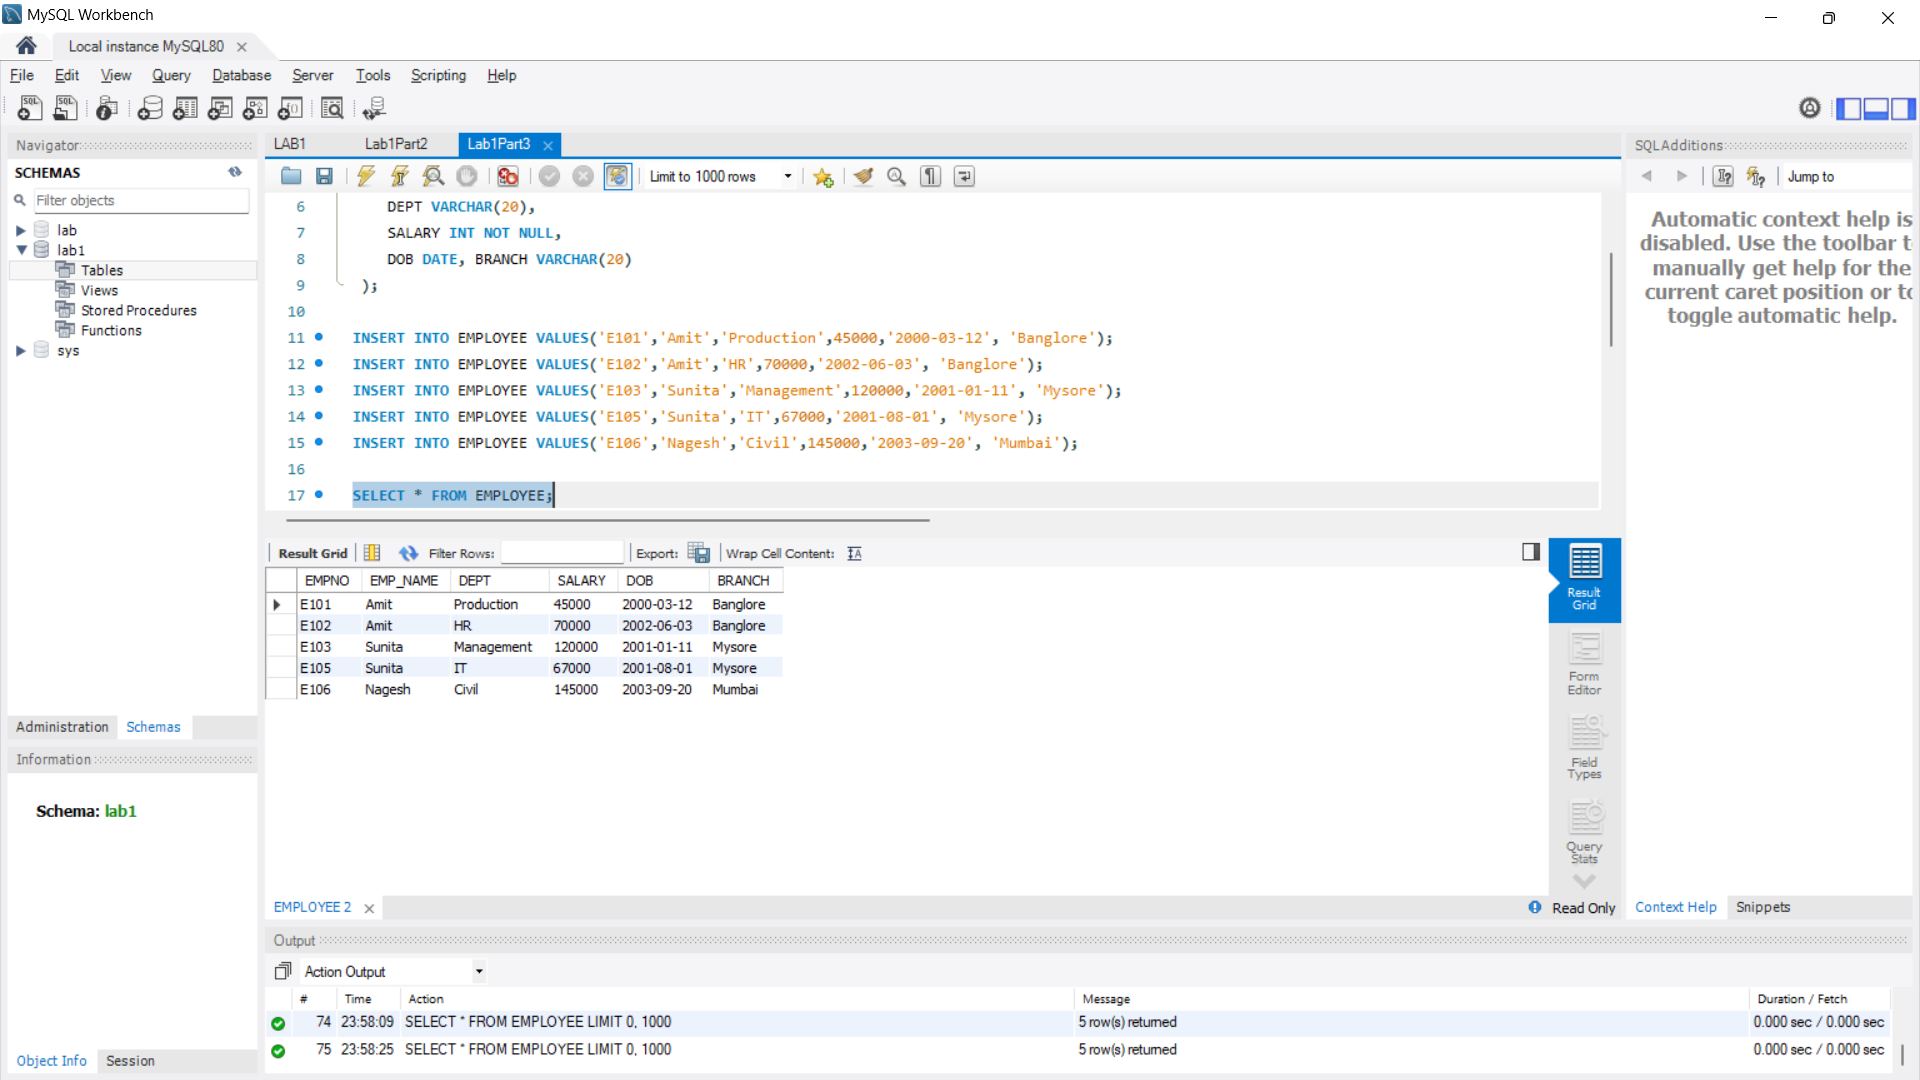 MySQL Workbench
Local instance MySQL80
File Edit View Query Database Server Tools Scripting Help
Navigator
SCHEMAS
Filter objects
lab
lab1
Tables
Views
Stored Procedures
Functions
sys
Administration Schemas
Information
Schema: lab1
Object Info Session
LAB1 Lab1Part2 Lab1Part3
Limit to 1000 rows
6 DEPT VARCHAR(20),
7 SALARY INT NOT NULL,
8 DOB DATE, BRANCH VARCHAR(20)
9 );
10
11 INSERT INTO EMPLOYEE VALUES('E101','Amit','Production',45000,'2000-03-12', 'Banglore');
12 INSERT INTO EMPLOYEE VALUES('E102','Amit','HR',70000,'2002-06-03', 'Banglore');
13 INSERT INTO EMPLOYEE VALUES('E103','Sunita','Management',120000,'2001-01-11', 'Mysore');
14 INSERT INTO EMPLOYEE VALUES('E105','Sunita','IT',67000,'2001-08-01', 'Mysore');
15 INSERT INTO EMPLOYEE VALUES('E106','Nagesh','Civil',145000,'2003-09-20', 'Mumbai');
16
17 SELECT * FROM EMPLOYEE;
Result Grid Filter Rows: Export: Wrap Cell Content:
EMPNO EMP_NAME DEPT SALARY DOB BRANCH
E101 Amit Production 45000 2000-03-12 Banglore
E102 Amit HR 70000 2002-06-03 Banglore
E103 Sunita Management 120000 2001-01-11 Mysore
E105 Sunita IT 67000 2001-08-01 Mysore
E106 Nagesh Civil 145000 2003-09-20 Mumbai
Result
Grid
Form
Editor
Field
Types
Query
Stats
EMPLOYEE 2
Read Only
SQLAdditions
Jump to
Automatic context help is
disabled. Use the toolbar t
manually get help for the
current caret position or to
toggle automatic help.
Context Help Snippets
Output
Action Output
# Time Action Message Duration / Fetch
74 23:58:09 SELECT * FROM EMPLOYEE LIMIT 0, 1000 5 row(s) returned 0.000 sec / 0.000 sec
75 23:58:25 SELECT * FROM EMPLOYEE LIMIT 0, 1000 5 row(s) returned 0.000 sec / 0.000 sec